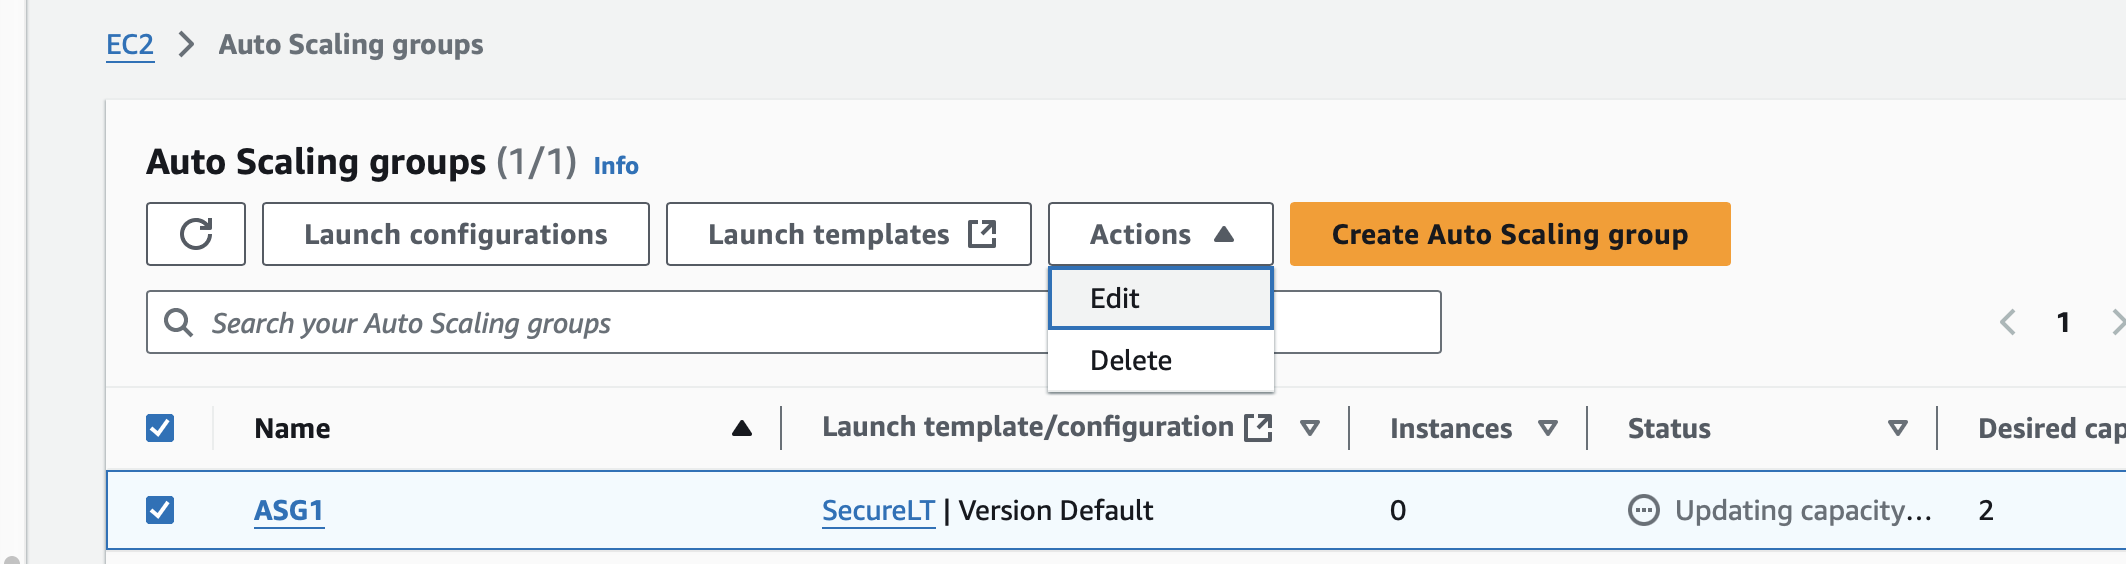 EC2 > Auto Scaling groups
Auto Scaling groups (1/1) Info
Launch configurations Launch templates Actions Create Auto Scaling group
Edit
Search your Auto Scaling groups 1
Delete
Name Launch template/configuration Instances Status Desired cap
ASG1 SecureLT | Version Default 0 Updating capacity... 2